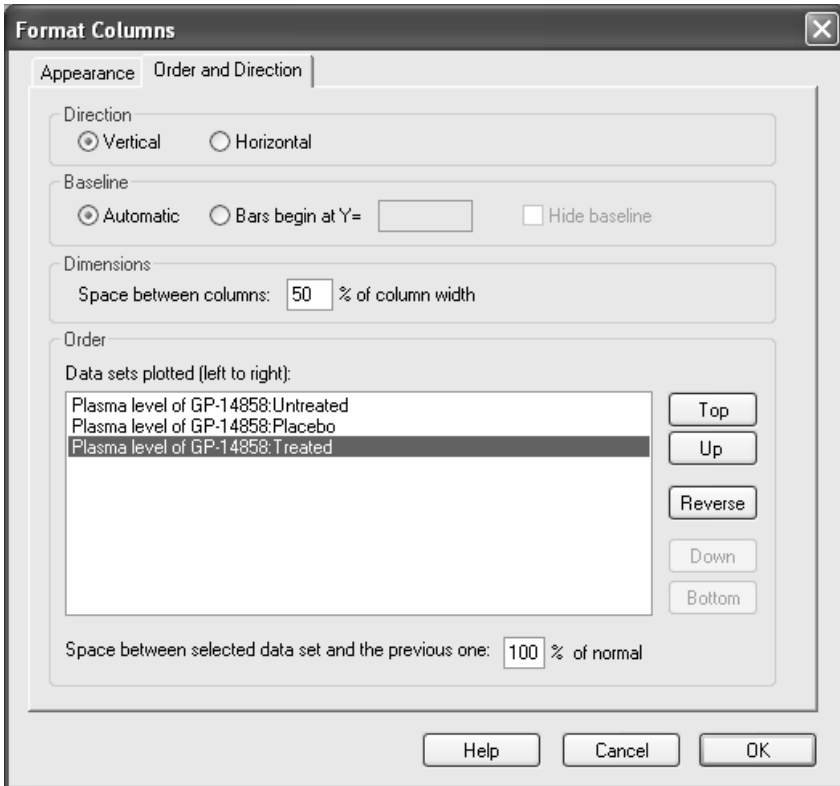 Format Columns
Appearance Order and Direction
Direction
Vertical Horizontal
Baseline
Automatic Bars begin at Y= Hide baseline
Dimensions
Space between columns: 50 % of column width
Order
Data sets plotted (left to right):
Plasma level of GP-14858:Untreated
Plasma level of GP-14858:Placebo
Plasma level of GP-14858:Treated
Top
Up
Reverse
Down
Bottom
Space between selected data set and the previous one: 100 % of normal
Help Cancel OK